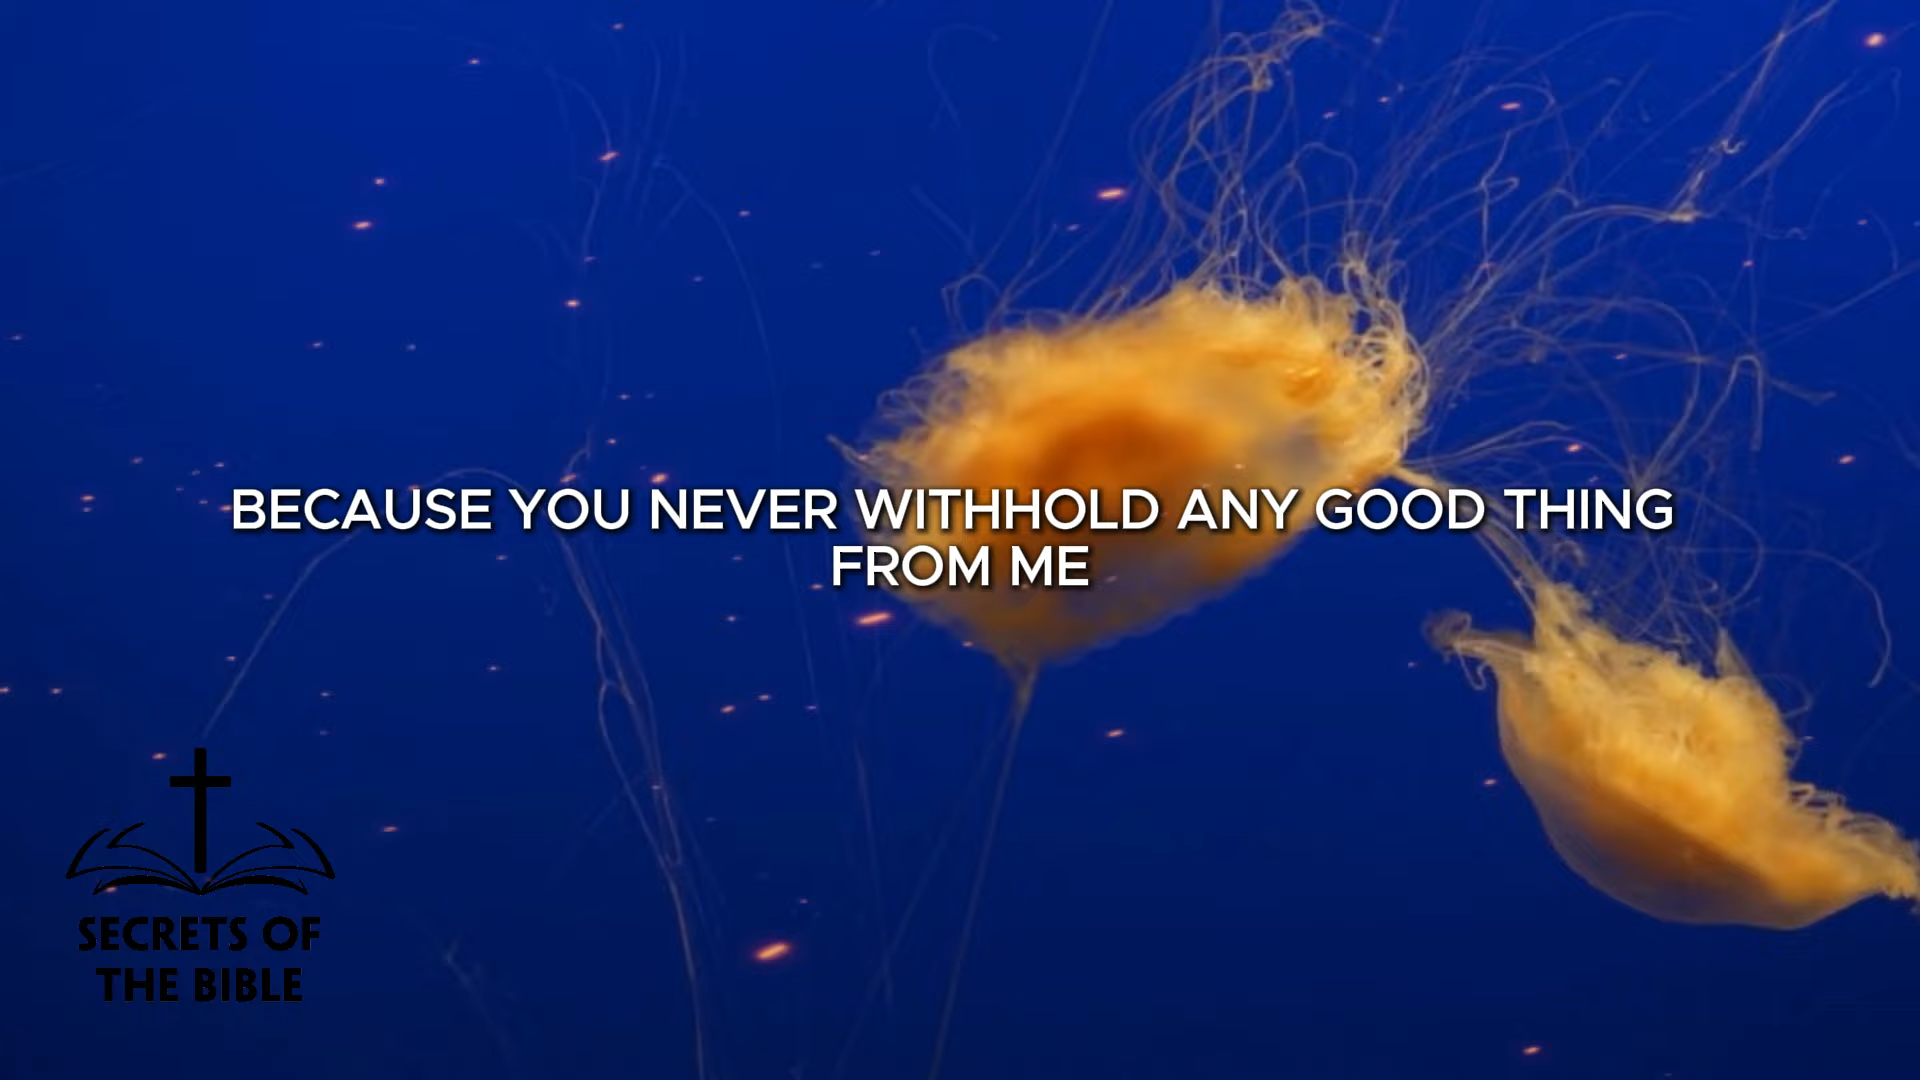 BECAUSE YOU NEVER WITHHOLD ANY GOOD THING
FROM ME
SECRETS OF
THE BIBLE